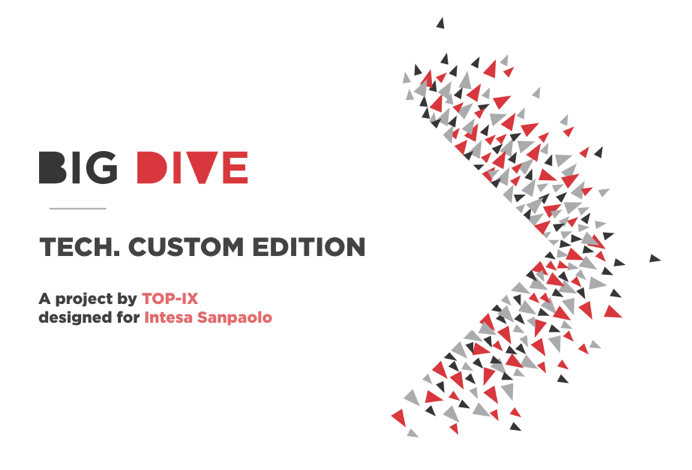 BIG DIVE
TECH. CUSTOM EDITION
A project by TOP-IX
designed for Intesa Sanpaolo